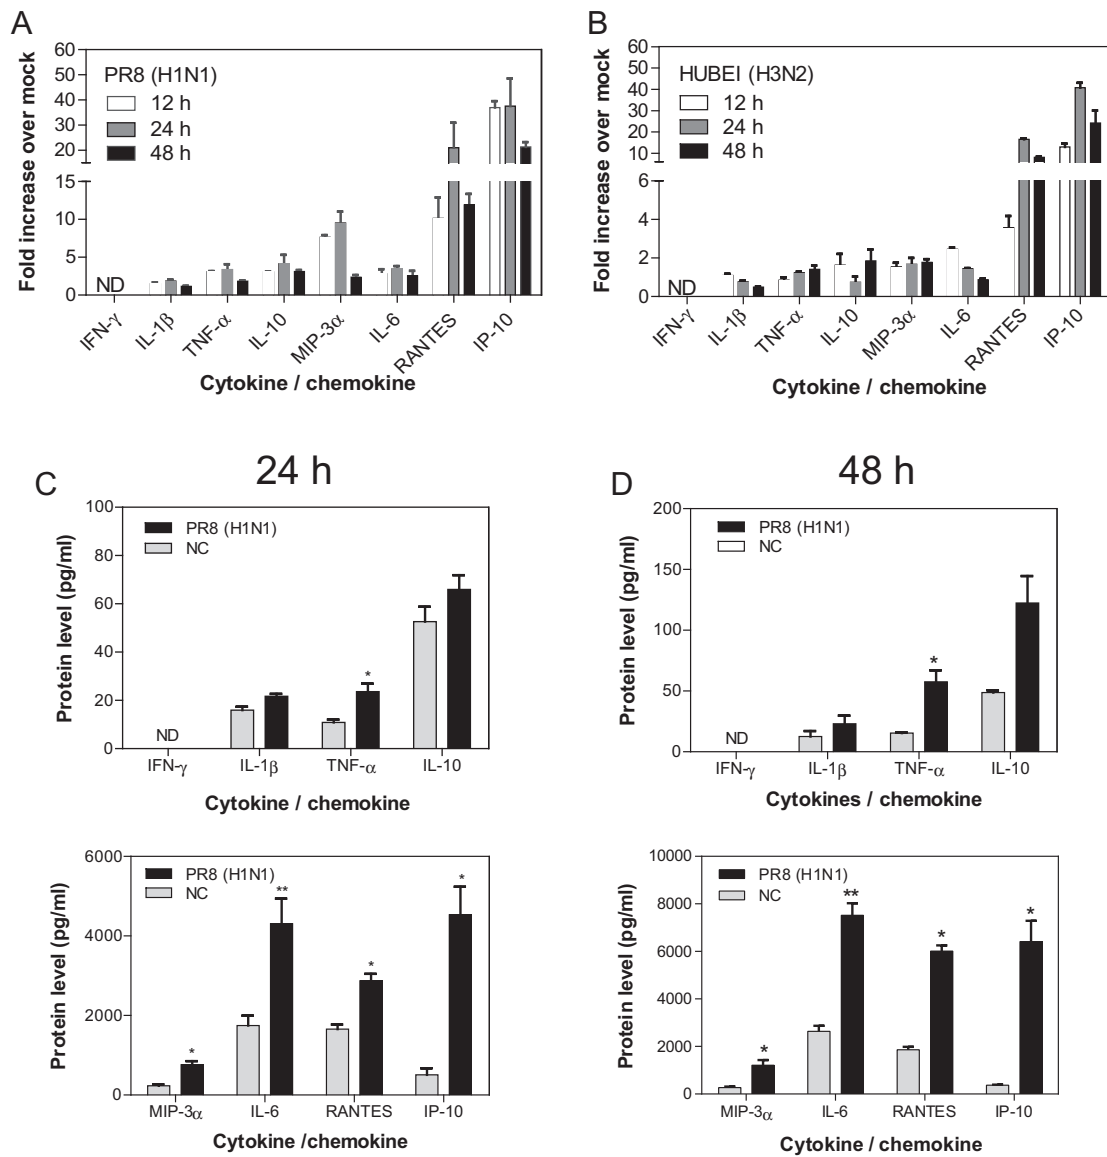 A
60
50
40
30
20
15
10
5
0
Fold increase over mock
PR8 (H1N1)
12 h
24 h
48 h
ND
IFN-γ
IL-1β
TNF-α
IL-10
MIP-3α
IL-6
RANTES
IP-10
Cytokine / chemokine
B
60
50
40
30
20
10
6
4
2
0
Fold increase over mock
HUBEI (H3N2)
12 h
24 h
48 h
ND
IFN-γ
IL-1β
TNF-α
IL-10
MIP-3α
IL-6
RANTES
IP-10
Cytokine / chemokine
C
24 h
100
80
60
40
20
0
Protein level (pg/ml)
PR8 (H1N1)
NC
ND
*
IFN-γ
IL-1β
TNF-α
IL-10
Cytokine / chemokine
D
48 h
200
150
100
50
0
Protein level (pg/ml)
PR8 (H1N1)
NC
ND
*
IFN-γ
IL-1β
TNF-α
IL-10
Cytokines / chemokine
6000
4000
2000
0
Protein level (pg/ml)
PR8 (H1N1)
NC
*
**
*
*
MIP-3α
IL-6
RANTES
IP-10
Cytokine /chemokine
10000
8000
6000
4000
2000
0
Protein level (pg/ml)
PR8 (H1N1)
NC
*
**
*
*
MIP-3α
IL-6
RANTES
IP-10
Cytokine / chemokine